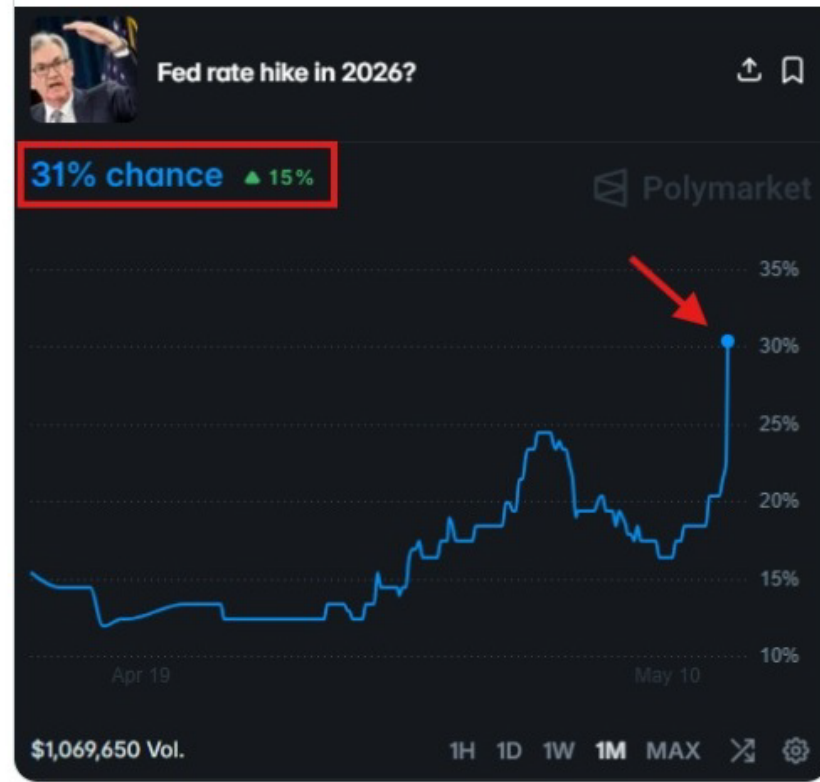 Fed rate hike in 2026?
31% chance ▲ 15%
Polymarket
35%
30%
25%
20%
15%
10%
Apr 19 May 10
$1,069,650 Vol. 1H 1D 1W 1M MAX